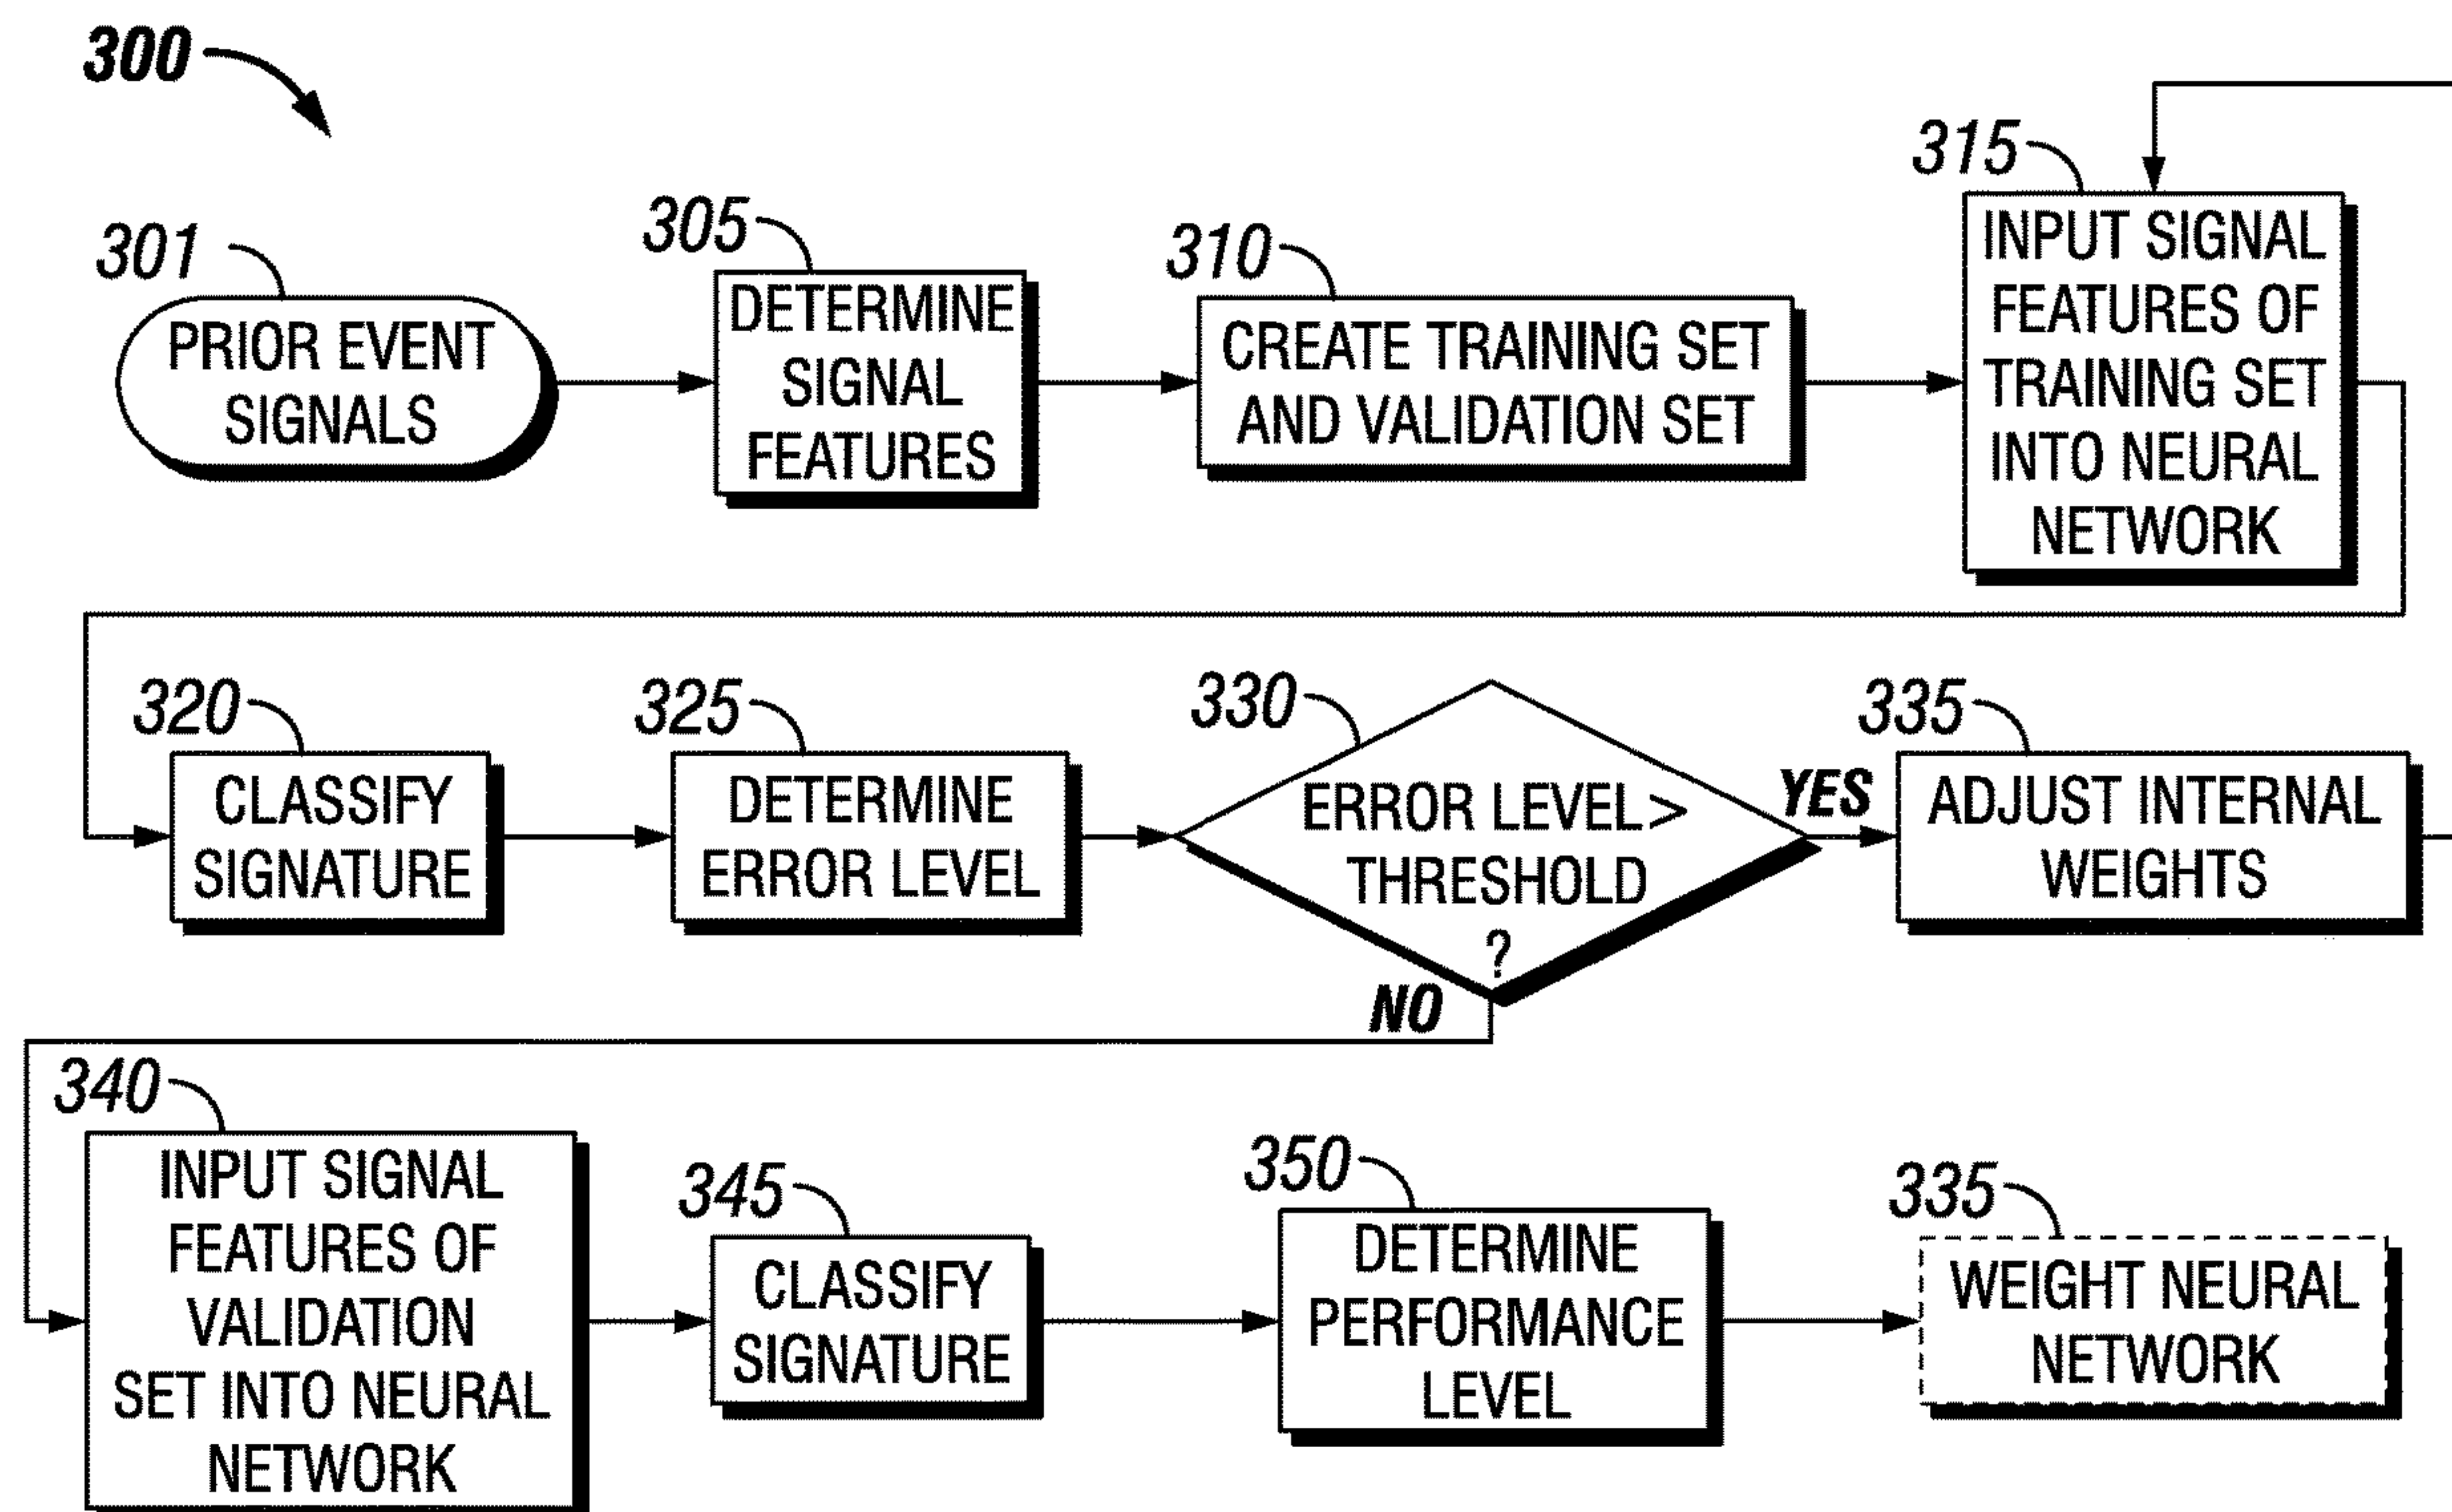 300
301
PRIOR EVENT
SIGNALS
305
DETERMINE
SIGNAL
FEATURES
310
CREATE TRAINING SET
AND VALIDATION SET
315
INPUT SIGNAL
FEATURES OF
TRAINING SET
INTO NEURAL
NETWORK
320
CLASSIFY
SIGNATURE
325
DETERMINE
ERROR LEVEL
330
ERROR LEVEL >
THRESHOLD
?
YES
NO
335
ADJUST INTERNAL
WEIGHTS
340
INPUT SIGNAL
FEATURES OF
VALIDATION
SET INTO NEURAL
NETWORK
345
CLASSIFY
SIGNATURE
350
DETERMINE
PERFORMANCE
LEVEL
335
WEIGHT NEURAL
NETWORK